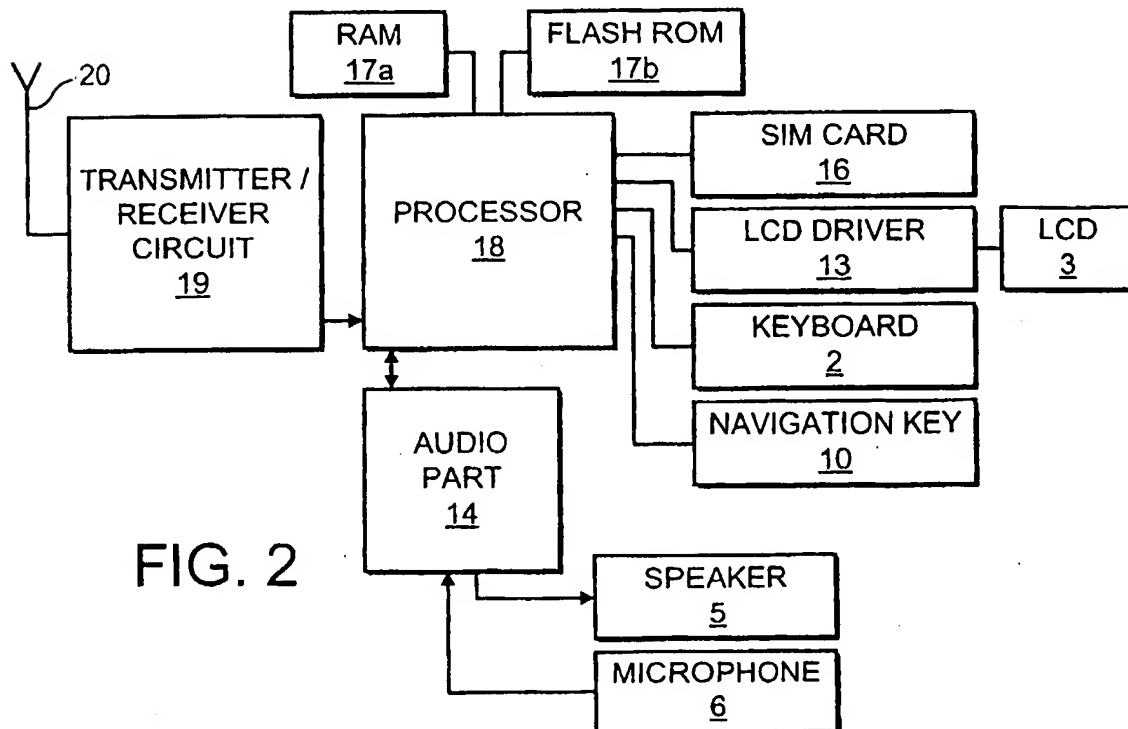 RAM
17a
FLASH ROM
17b
20
TRANSMITTER /
RECEIVER
CIRCUIT
19
PROCESSOR
18
SIM CARD
16
LCD DRIVER
13
LCD
3
KEYBOARD
2
NAVIGATION KEY
10
AUDIO
PART
14
FIG. 2
SPEAKER
5
MICROPHONE
6